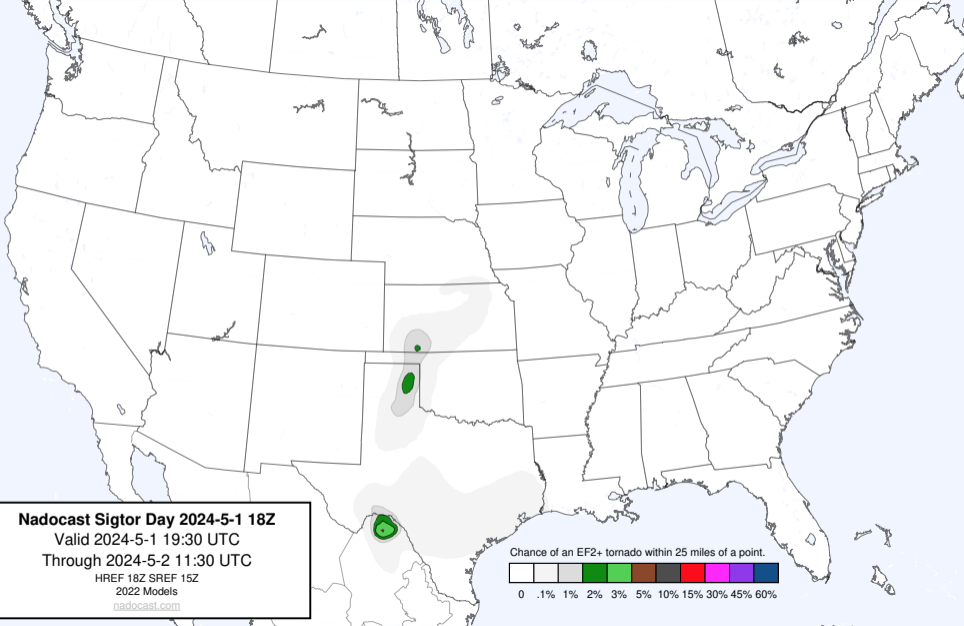 Nadocast Sigtor Day 2024-5-1 18Z
Valid 2024-5-1 19:30 UTC
Through 2024-5-2 11:30 UTC
HREF 18Z SREF 15Z
2022 Models
nadocast.com
Chance of an EF2+ tornado within 25 miles of a point.
0 .1% 1% 2% 3% 5% 10% 15% 30% 45% 60%